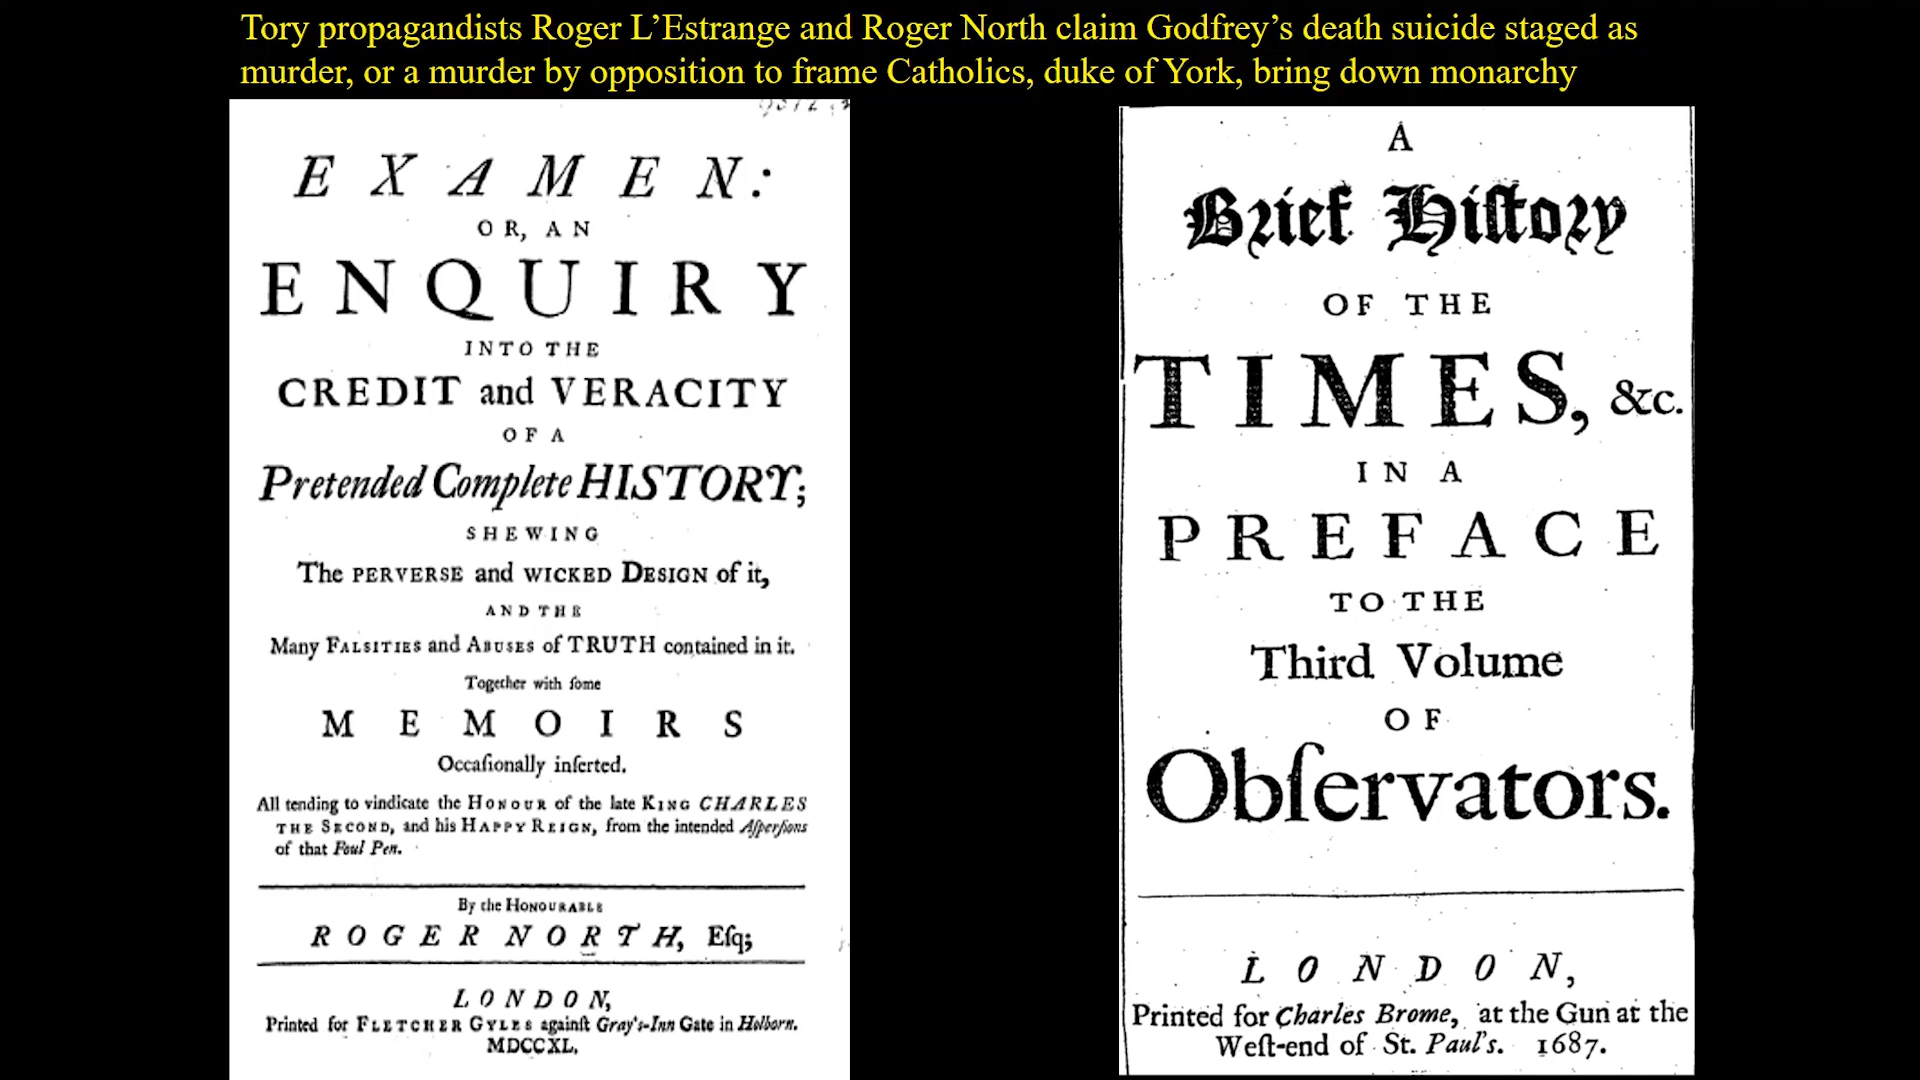 Tory propagandists Roger L’Estrange and Roger North claim Godfrey’s death suicide staged as
murder, or a murder by opposition to frame Catholics, duke of York, bring down monarchy
EXAMEN:
OR, AN
ENQUIRY
INTO THE
CREDIT and VERACITY
OF A
Pretended Complete HISTORY;
SHEWING
The PERVERSE and WICKED DESIGN of it,
AND THE
Many FALSITIES and ABUSES of TRUTH contained in it.
Together with ſome
MEMOIRS
Occaſionally inſerted.
All tending to vindicate the HONOUR of the late KING CHARLES
THE SECOND, and his HAPPY REIGN, from the intended Aſperſions
of that Foul Pen.
By the HONOURABLE
ROGER NORTH, Eſq;
LONDON,
Printed for FLETCHER GYLES againſt Gray's-Inn Gate in Holborn.
MDCCXL.
A
Brief Hiſtory
OF THE
TIMES, &c.
IN A
PREFACE
TO THE
Third Volume
OF
Obſervators.
LONDON,
Printed for Charles Brome, at the Gun at the
Weſt-end of St. Paul's. 1687.